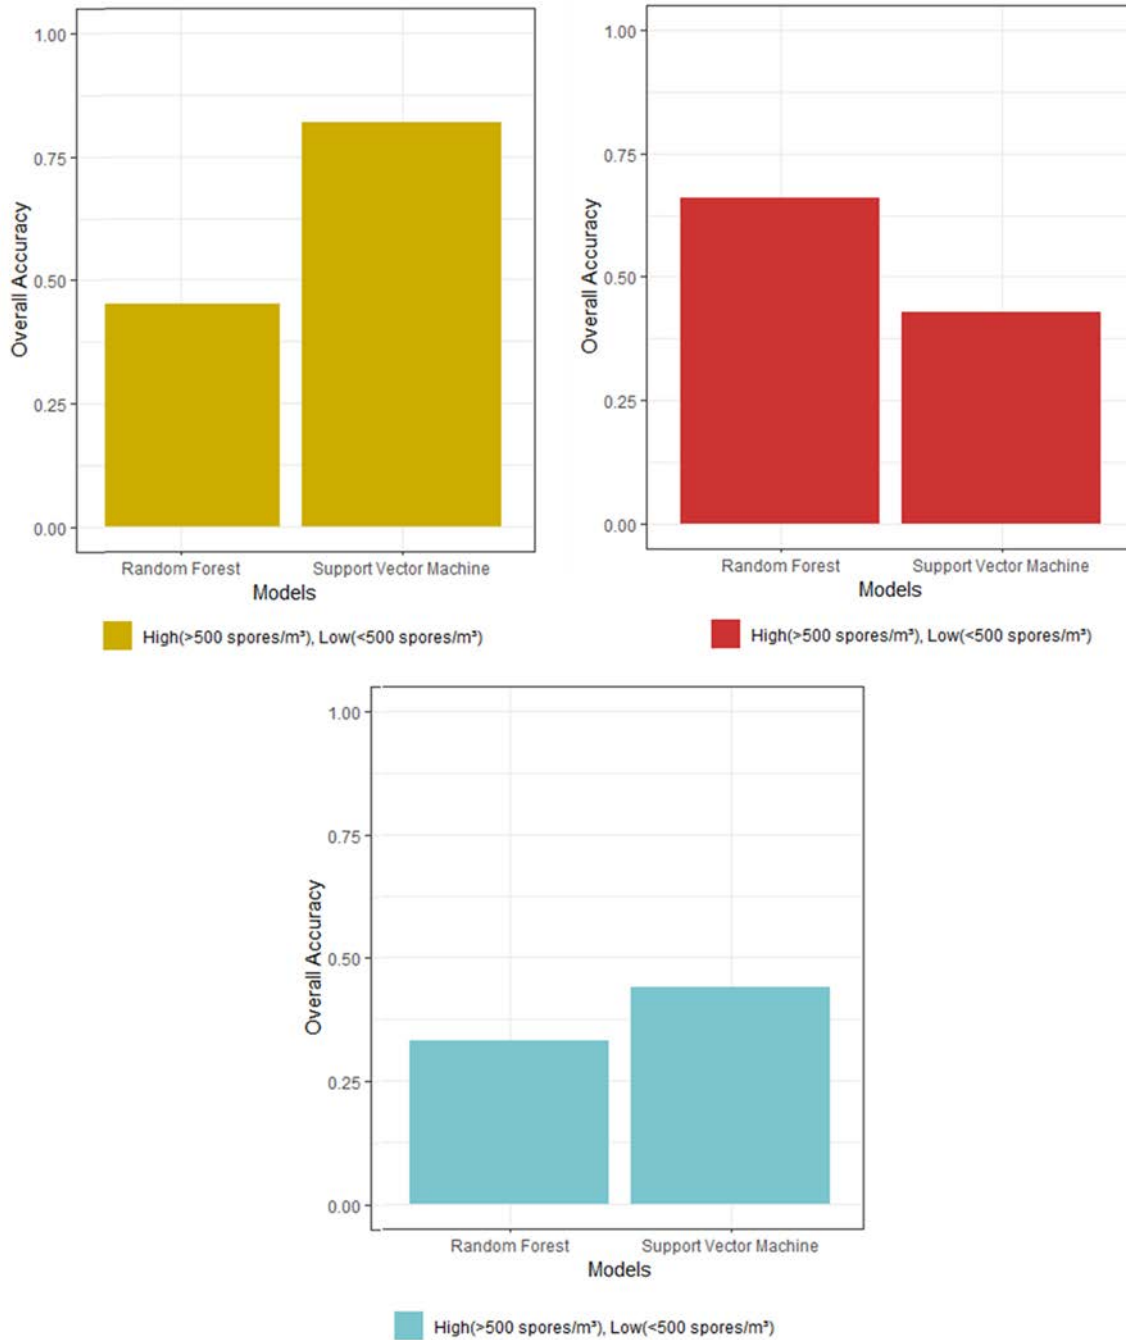 1.00
0.75
0.50
0.25
0.00
Overall Accuracy
Random Forest
Support Vector Machine
Models
High(>500 spores/m³), Low(<500 spores/m³)
1.00
0.75
0.50
0.25
0.00
Overall Accuracy
Random Forest
Support Vector Machine
Models
High(>500 spores/m³), Low(<500 spores/m³)
1.00
0.75
0.50
0.25
0.00
Overall Accuracy
Random Forest
Support Vector Machine
Models
High(>500 spores/m³), Low(<500 spores/m³)